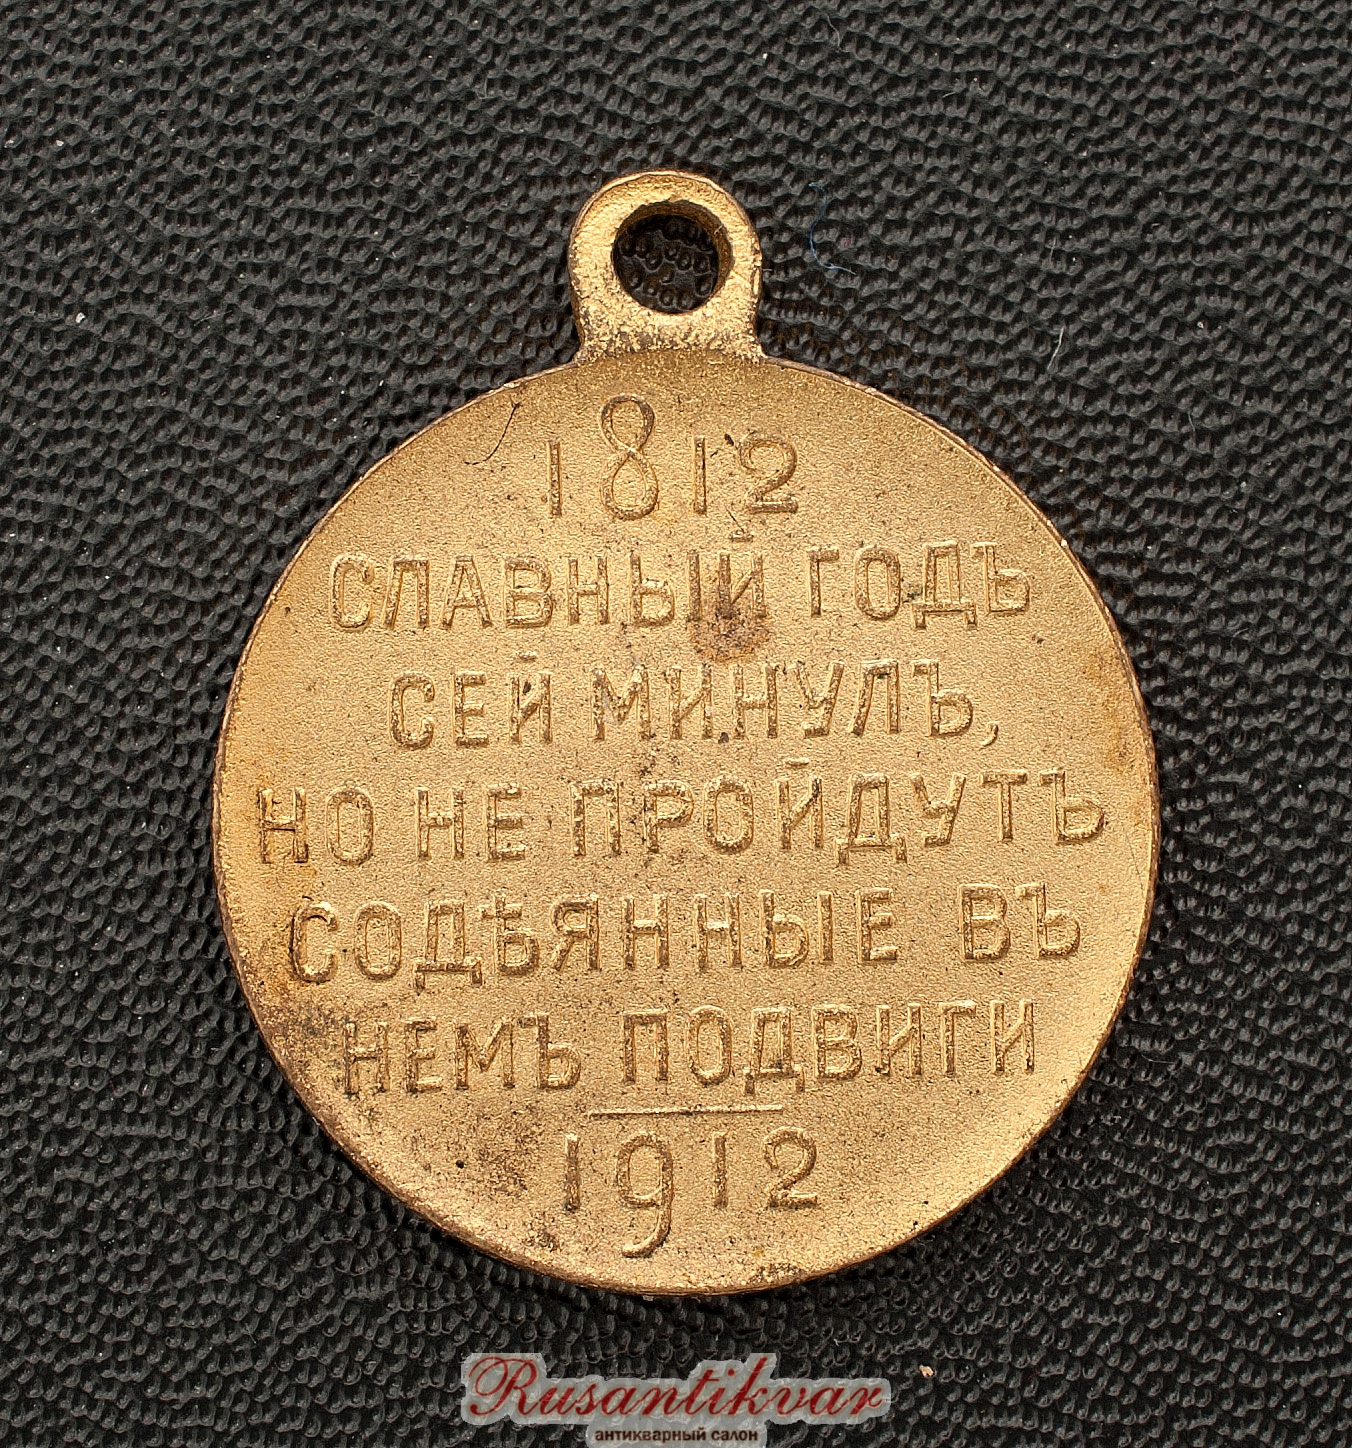 1812
СЛАВНЫЙ ГОДЪ
СЕЙ МИНУЛЪ,
НО НЕ ПРОЙДУТЪ
СОДѢЯННЫЕ ВЪ
НЕМЪ ПОДВИГИ
1912
Rusantikvar
антикварный салон